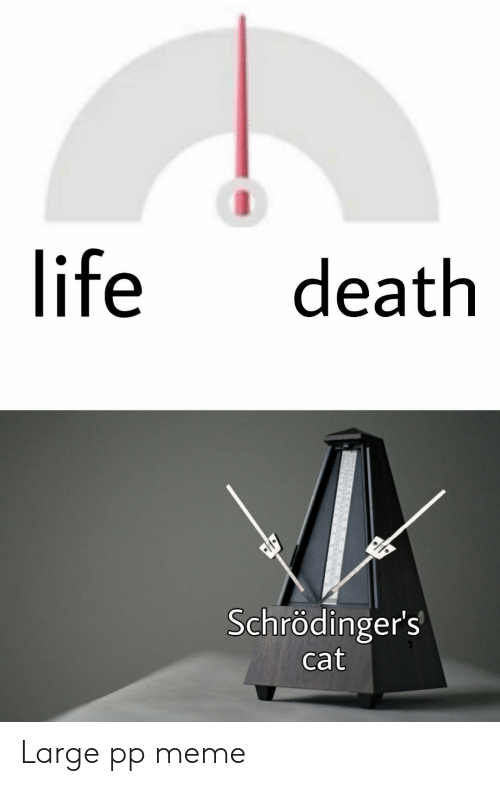 life death
Schrödinger's
cat
Large pp meme